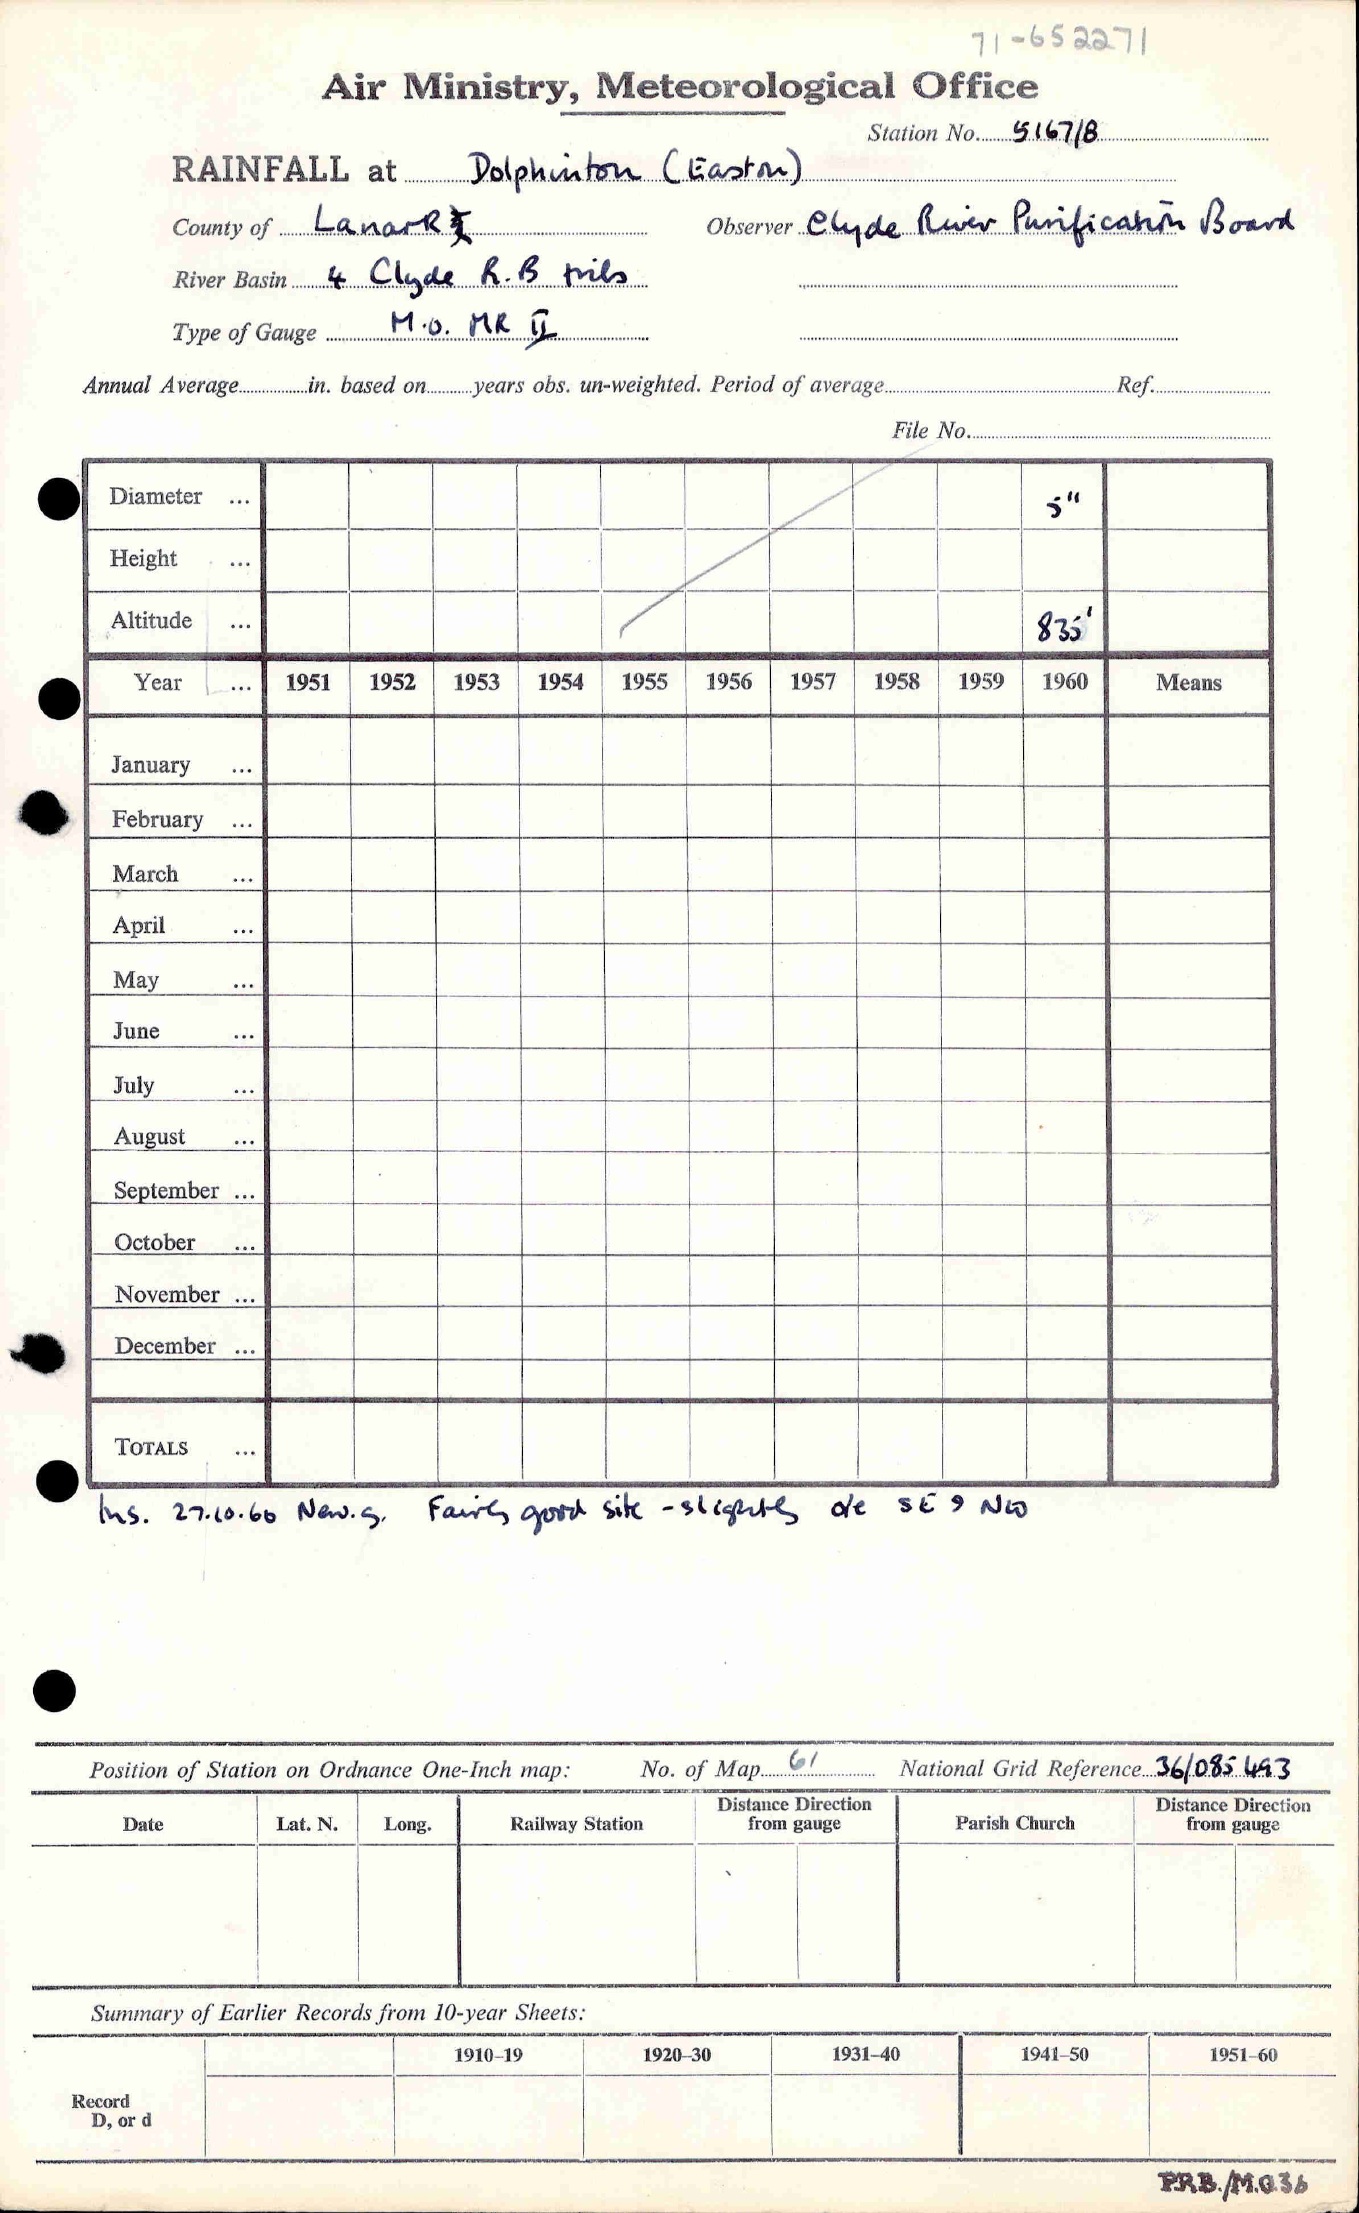 71-652271
Air Ministry, Meteorological Office
Station No. 5167/8
RAINFALL at Dolphinton (Easton)
County of Lanark Observer Clyde River Purification Board
River Basin 4 Clyde R.B tribs
Type of Gauge M.O. MR II
Annual Average in. based on years obs. un-weighted. Period of average Ref.
File No.
Diameter ... 5"
Height ...
Altitude ... 835'
Year ... 1951 1952 1953 1954 1955 1956 1957 1958 1959 1960 Means
January ...
February ...
March ...
April ...
May ...
June ...
July ...
August ...
September ...
October ...
November ...
December ...
TOTALS ...
Ins. 27.10.60 New.g. Fairly good site - slightly o/e SE & NW
Position of Station on Ordnance One-Inch map: No. of Map 61 National Grid Reference 36/085 493
Date Lat. N. Long. Railway Station Distance Direction from gauge Parish Church Distance Direction from gauge
Summary of Earlier Records from 10-year Sheets:
1910–19 1920–30 1931–40 1941–50 1951–60
Record
D, or d
P.R.B./M.O.36